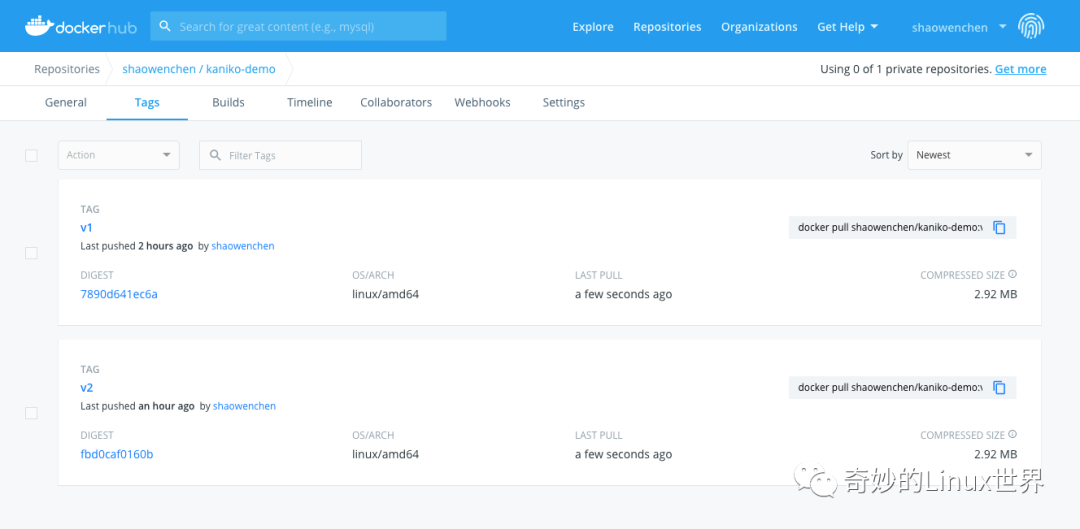 dockerhub
Search for great content (e.g., mysql)
Explore
Repositories
Organizations
Get Help
shaowenchen
Repositories
shaowenchen / kaniko-demo
Using 0 of 1 private repositories. Get more
General
Tags
Builds
Timeline
Collaborators
Webhooks
Settings
Action
Filter Tags
Sort by
Newest
TAG
v1
docker pull shaowenchen/kaniko-demo:
Last pushed 2 hours ago by shaowenchen
DIGEST
OS/ARCH
LAST PULL
COMPRESSED SIZE
7890d641ec6a
linux/amd64
a few seconds ago
2.92 MB
TAG
v2
docker pull shaowenchen/kaniko-demo:
Last pushed an hour ago by shaowenchen
DIGEST
OS/ARCH
LAST PULL
COMPRESSED SIZE
fbd0caf0160b
linux/amd64
a few seconds ago
2.92 MB
奇妙的Linux世界